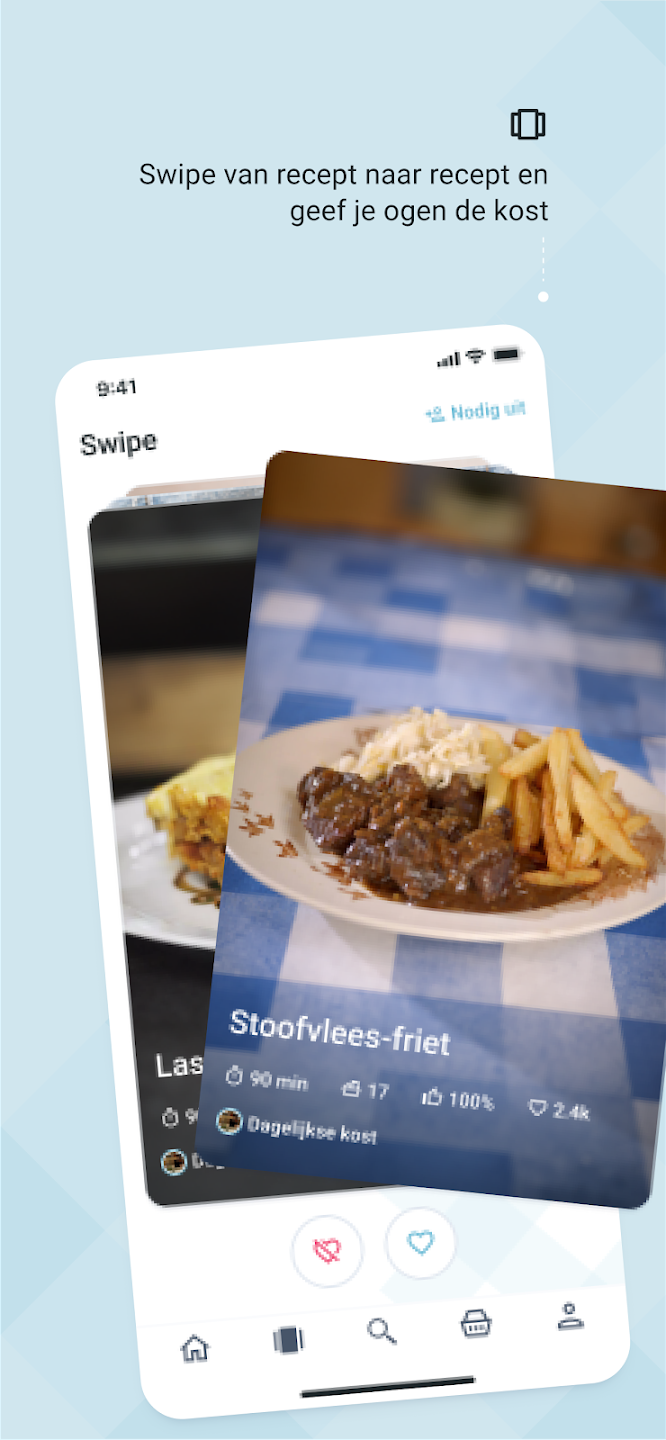 Swipe van recept naar recept en
geef je ogen de kost
9:41
Nodig uit
Swipe
Stoofvlees-friet
90 min 17 100% 2.4k
Dagelijkse kost
Las